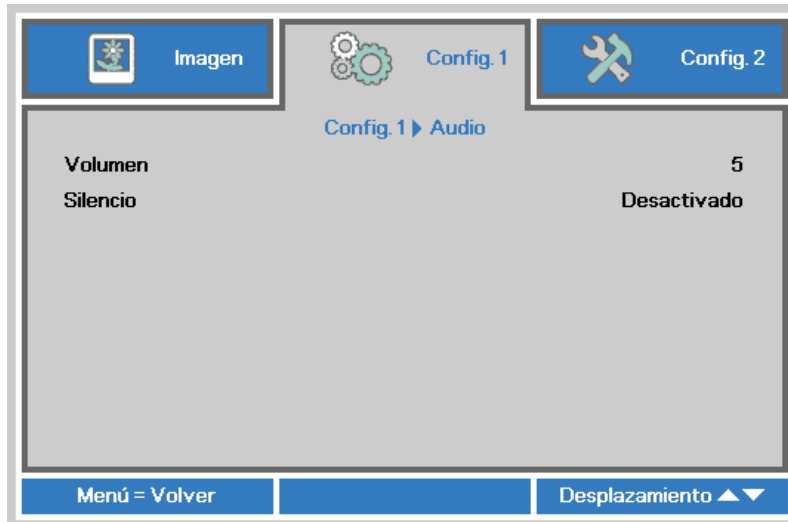 Imagen
Config. 1
Config. 2
Config. 1 ▶ Audio
Volumen 5
Silencio Desactivado
Menú = Volver
Desplazamiento ▲▼